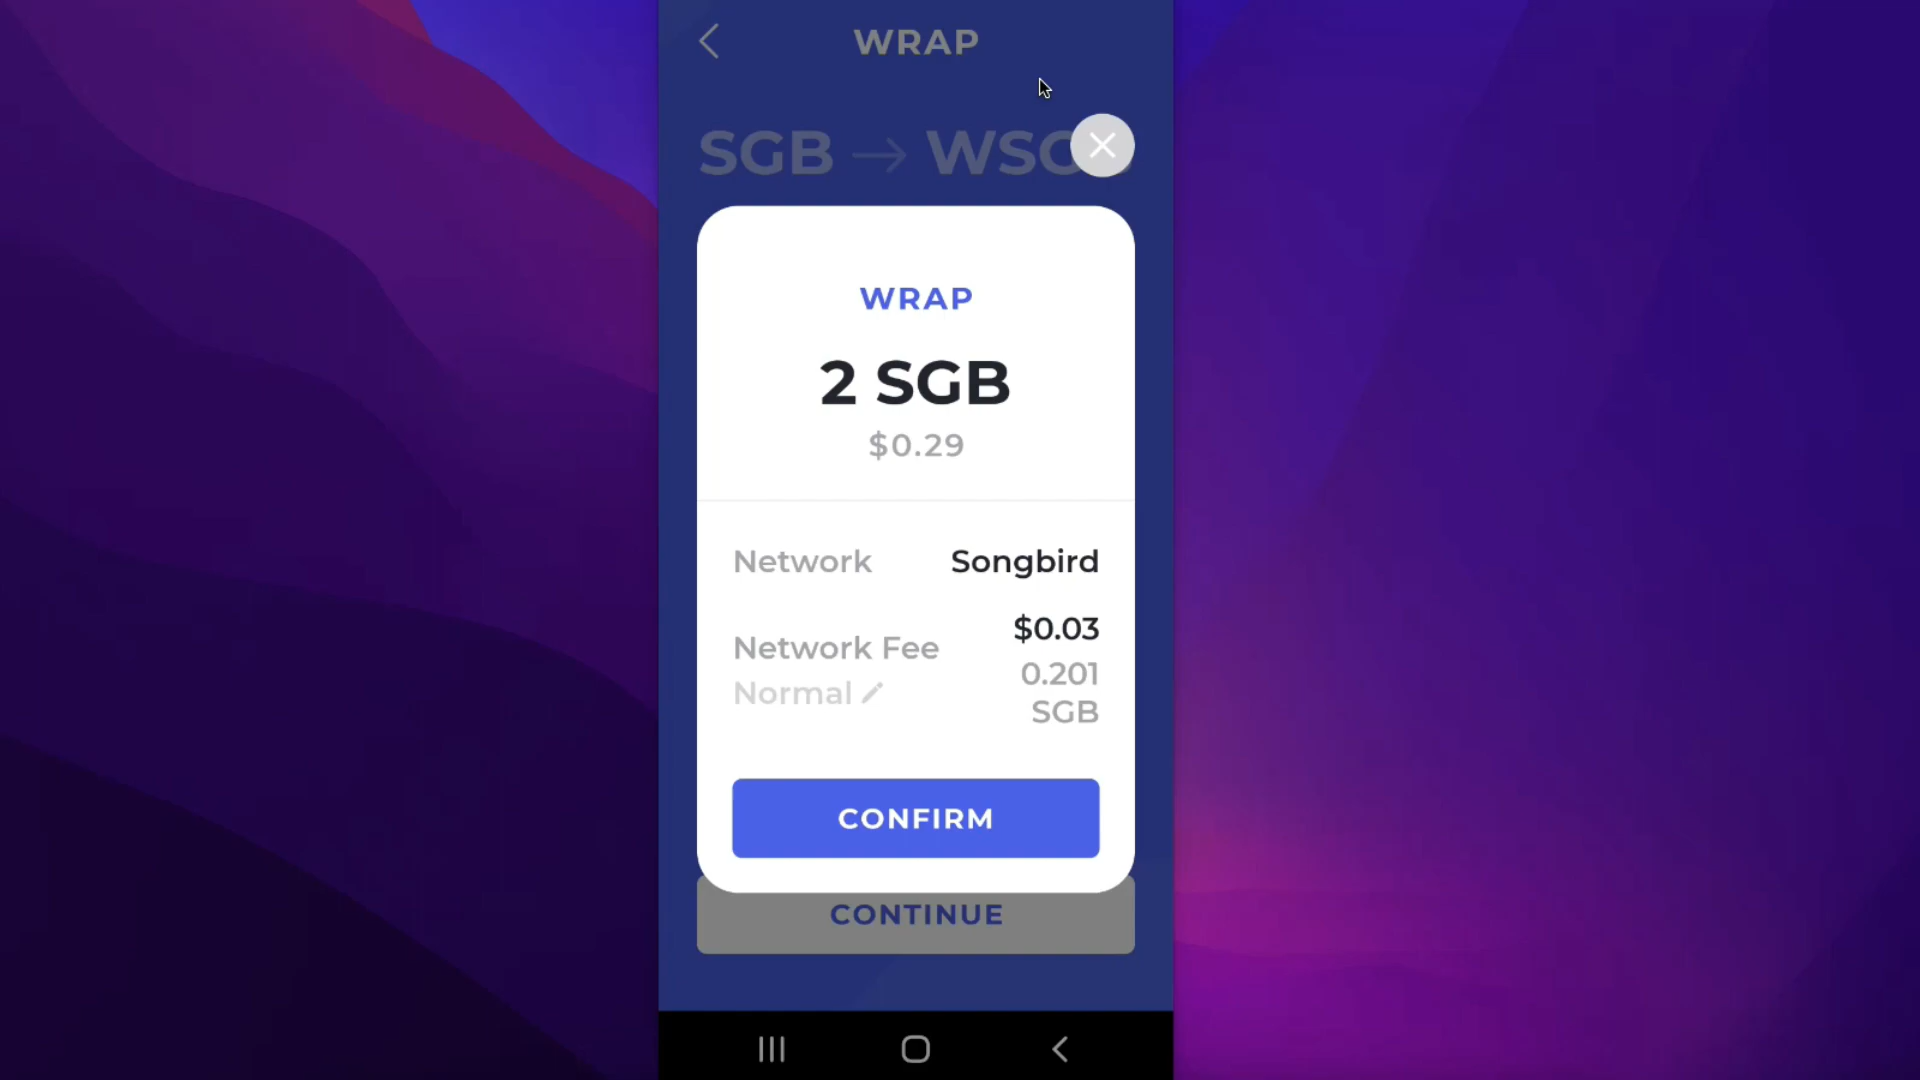 WRAP
SGB → WSG
WRAP
2 SGB
$0.29
Network Songbird
Network Fee $0.03
Normal 0.201
SGB
CONFIRM
CONTINUE